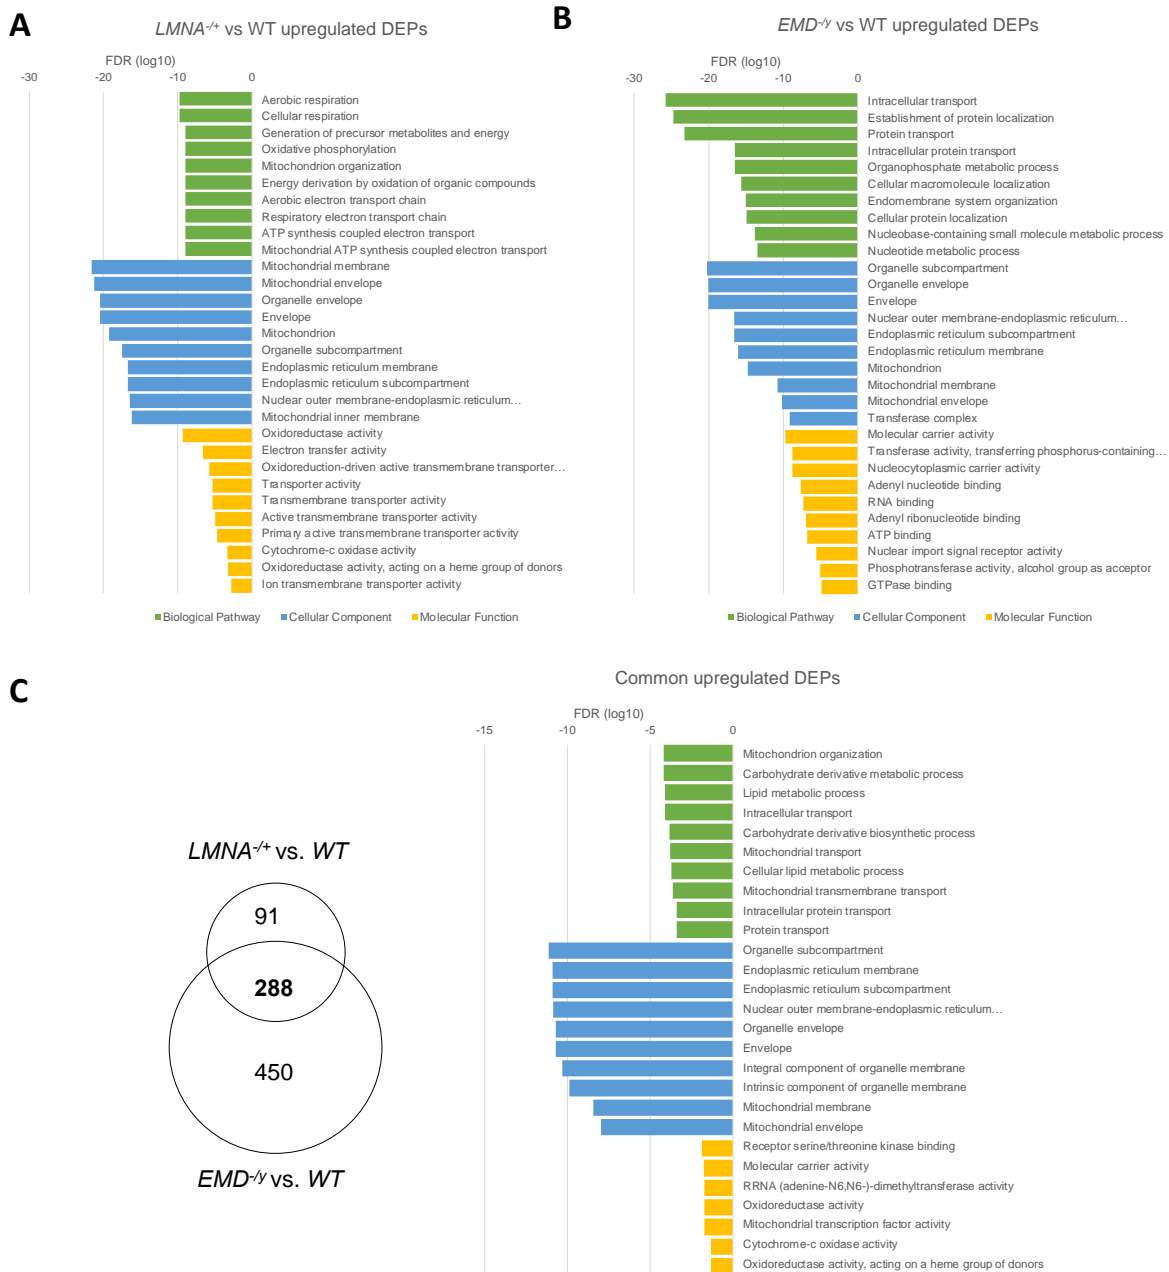 A
LMNA-/+ vs WT upregulated DEPs
FDR (log10)
-30 -20 -10 0
Aerobic respiration
Cellular respiration
Generation of precursor metabolites and energy
Oxidative phosphorylation
Mitochondrion organization
Energy derivation by oxidation of organic compounds
Aerobic electron transport chain
Respiratory electron transport chain
ATP synthesis coupled electron transport
Mitochondrial ATP synthesis coupled electron transport
Mitochondrial membrane
Mitochondrial envelope
Organelle envelope
Envelope
Mitochondrion
Organelle subcompartment
Endoplasmic reticulum membrane
Endoplasmic reticulum subcompartment
Nuclear outer membrane-endoplasmic reticulum…
Mitochondrial inner membrane
Oxidoreductase activity
Electron transfer activity
Oxidoreduction-driven active transmembrane transporter…
Transporter activity
Transmembrane transporter activity
Active transmembrane transporter activity
Primary active transmembrane transporter activity
Cytochrome-c oxidase activity
Oxidoreductase activity, acting on a heme group of donors
Ion transmembrane transporter activity
Biological Pathway Cellular Component Molecular Function
B
EMD-/y vs WT upregulated DEPs
FDR (log10)
-30 -20 -10 0
Intracellular transport
Establishment of protein localization
Protein transport
Intracellular protein transport
Organophosphate metabolic process
Cellular macromolecule localization
Endomembrane system organization
Cellular protein localization
Nucleobase-containing small molecule metabolic process
Nucleotide metabolic process
Organelle subcompartment
Organelle envelope
Envelope
Nuclear outer membrane-endoplasmic reticulum…
Endoplasmic reticulum subcompartment
Endoplasmic reticulum membrane
Mitochondrion
Mitochondrial membrane
Mitochondrial envelope
Transferase complex
Molecular carrier activity
Transferase activity, transferring phosphorus-containing…
Nucleocytoplasmic carrier activity
Adenyl nucleotide binding
RNA binding
Adenyl ribonucleotide binding
ATP binding
Nuclear import signal receptor activity
Phosphotransferase activity, alcohol group as acceptor
GTPase binding
Biological Pathway Cellular Component Molecular Function
C
LMNA-/+ vs. WT
91
288
450
EMD-/y vs. WT
Common upregulated DEPs
FDR (log10)
-15 -10 -5 0
Mitochondrion organization
Carbohydrate derivative metabolic process
Lipid metabolic process
Intracellular transport
Carbohydrate derivative biosynthetic process
Mitochondrial transport
Cellular lipid metabolic process
Mitochondrial transmembrane transport
Intracellular protein transport
Protein transport
Organelle subcompartment
Endoplasmic reticulum membrane
Endoplasmic reticulum subcompartment
Nuclear outer membrane-endoplasmic reticulum…
Organelle envelope
Envelope
Integral component of organelle membrane
Intrinsic component of organelle membrane
Mitochondrial membrane
Mitochondrial envelope
Receptor serine/threonine kinase binding
Molecular carrier activity
RRNA (adenine-N6,N6-)-dimethyltransferase activity
Oxidoreductase activity
Mitochondrial transcription factor activity
Cytochrome-c oxidase activity
Oxidoreductase activity, acting on a heme group of donors